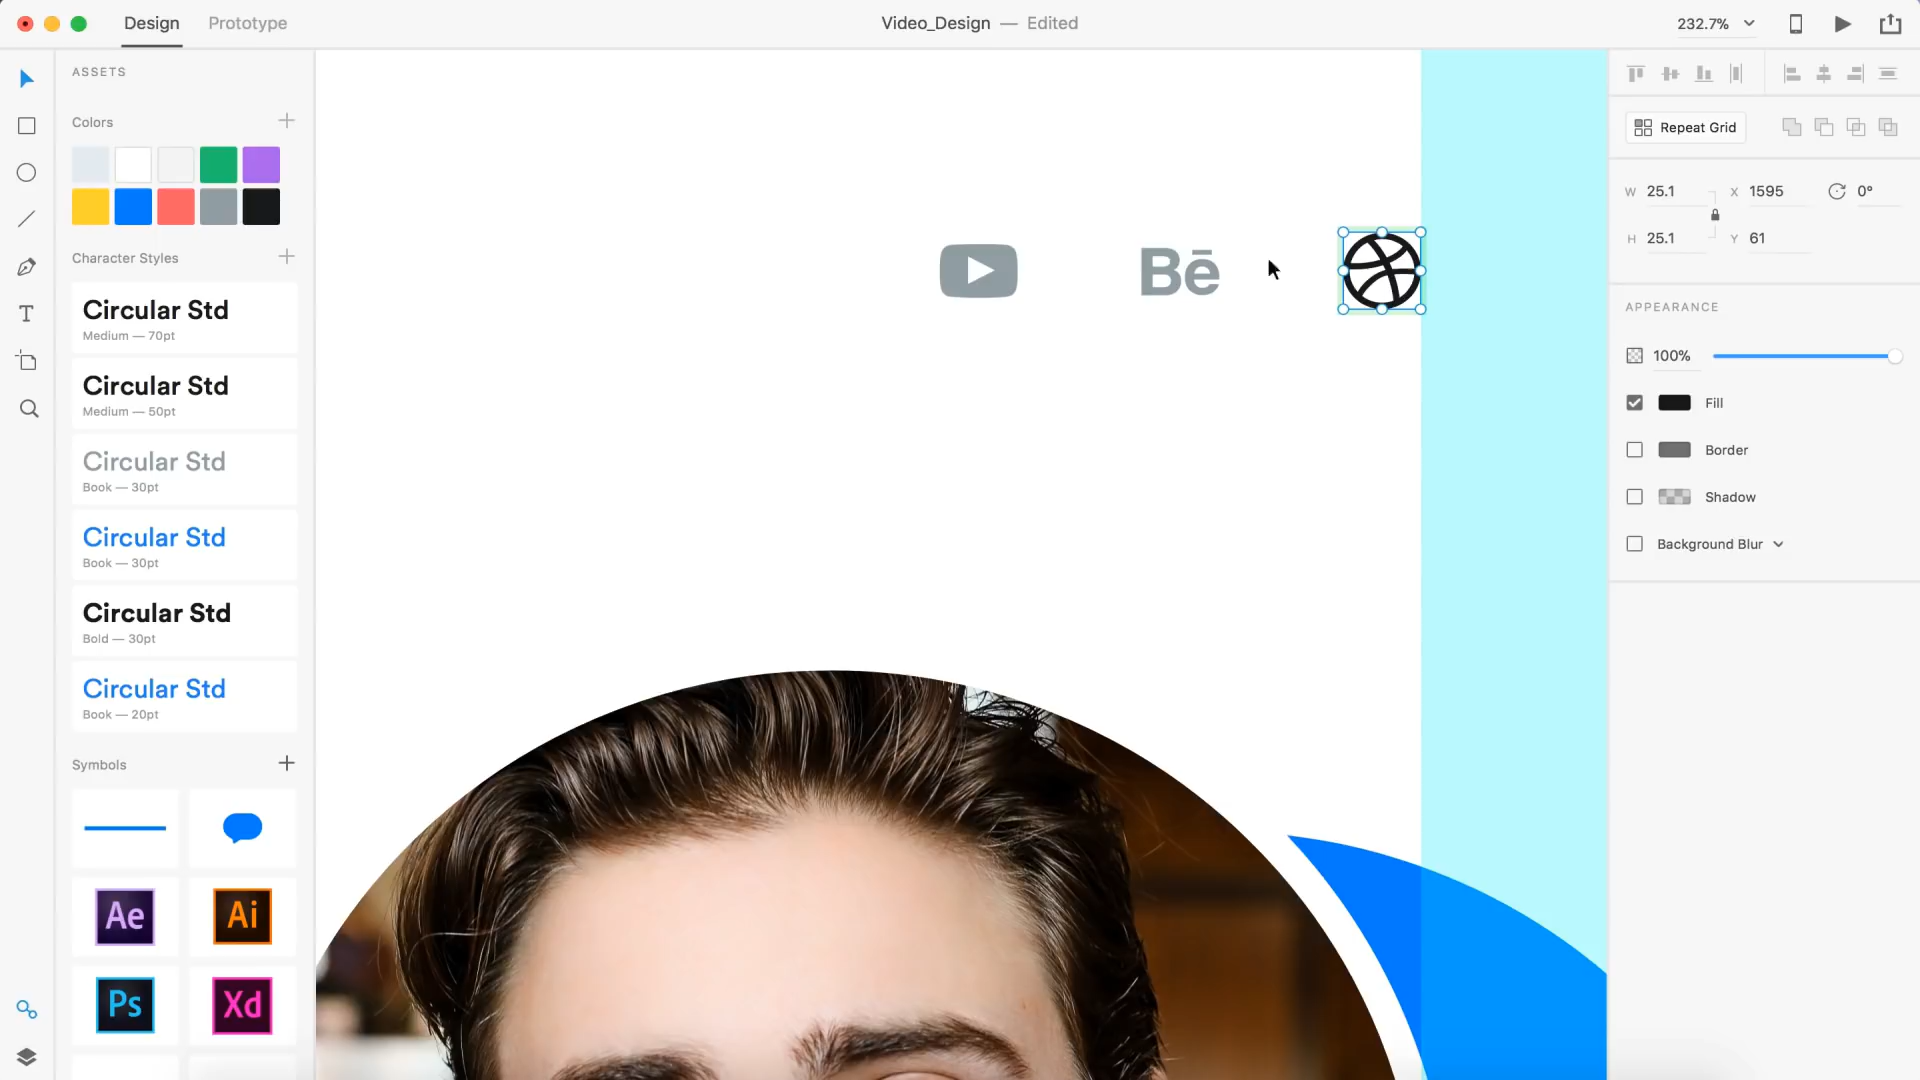 Design Prototype Video_Design — Edited 232.7%
ASSETS
Colors
Character Styles
Circular Std
Medium — 70pt
Circular Std
Medium — 50pt
Circular Std
Book — 30pt
Circular Std
Book — 30pt
Circular Std
Bold — 30pt
Circular Std
Book — 20pt
Symbols
Ae Ai
Ps Xd
Bē
Repeat Grid
W 25.1 X 1595 0°
H 25.1 Y 61
APPEARANCE
100%
Fill
Border
Shadow
Background Blur